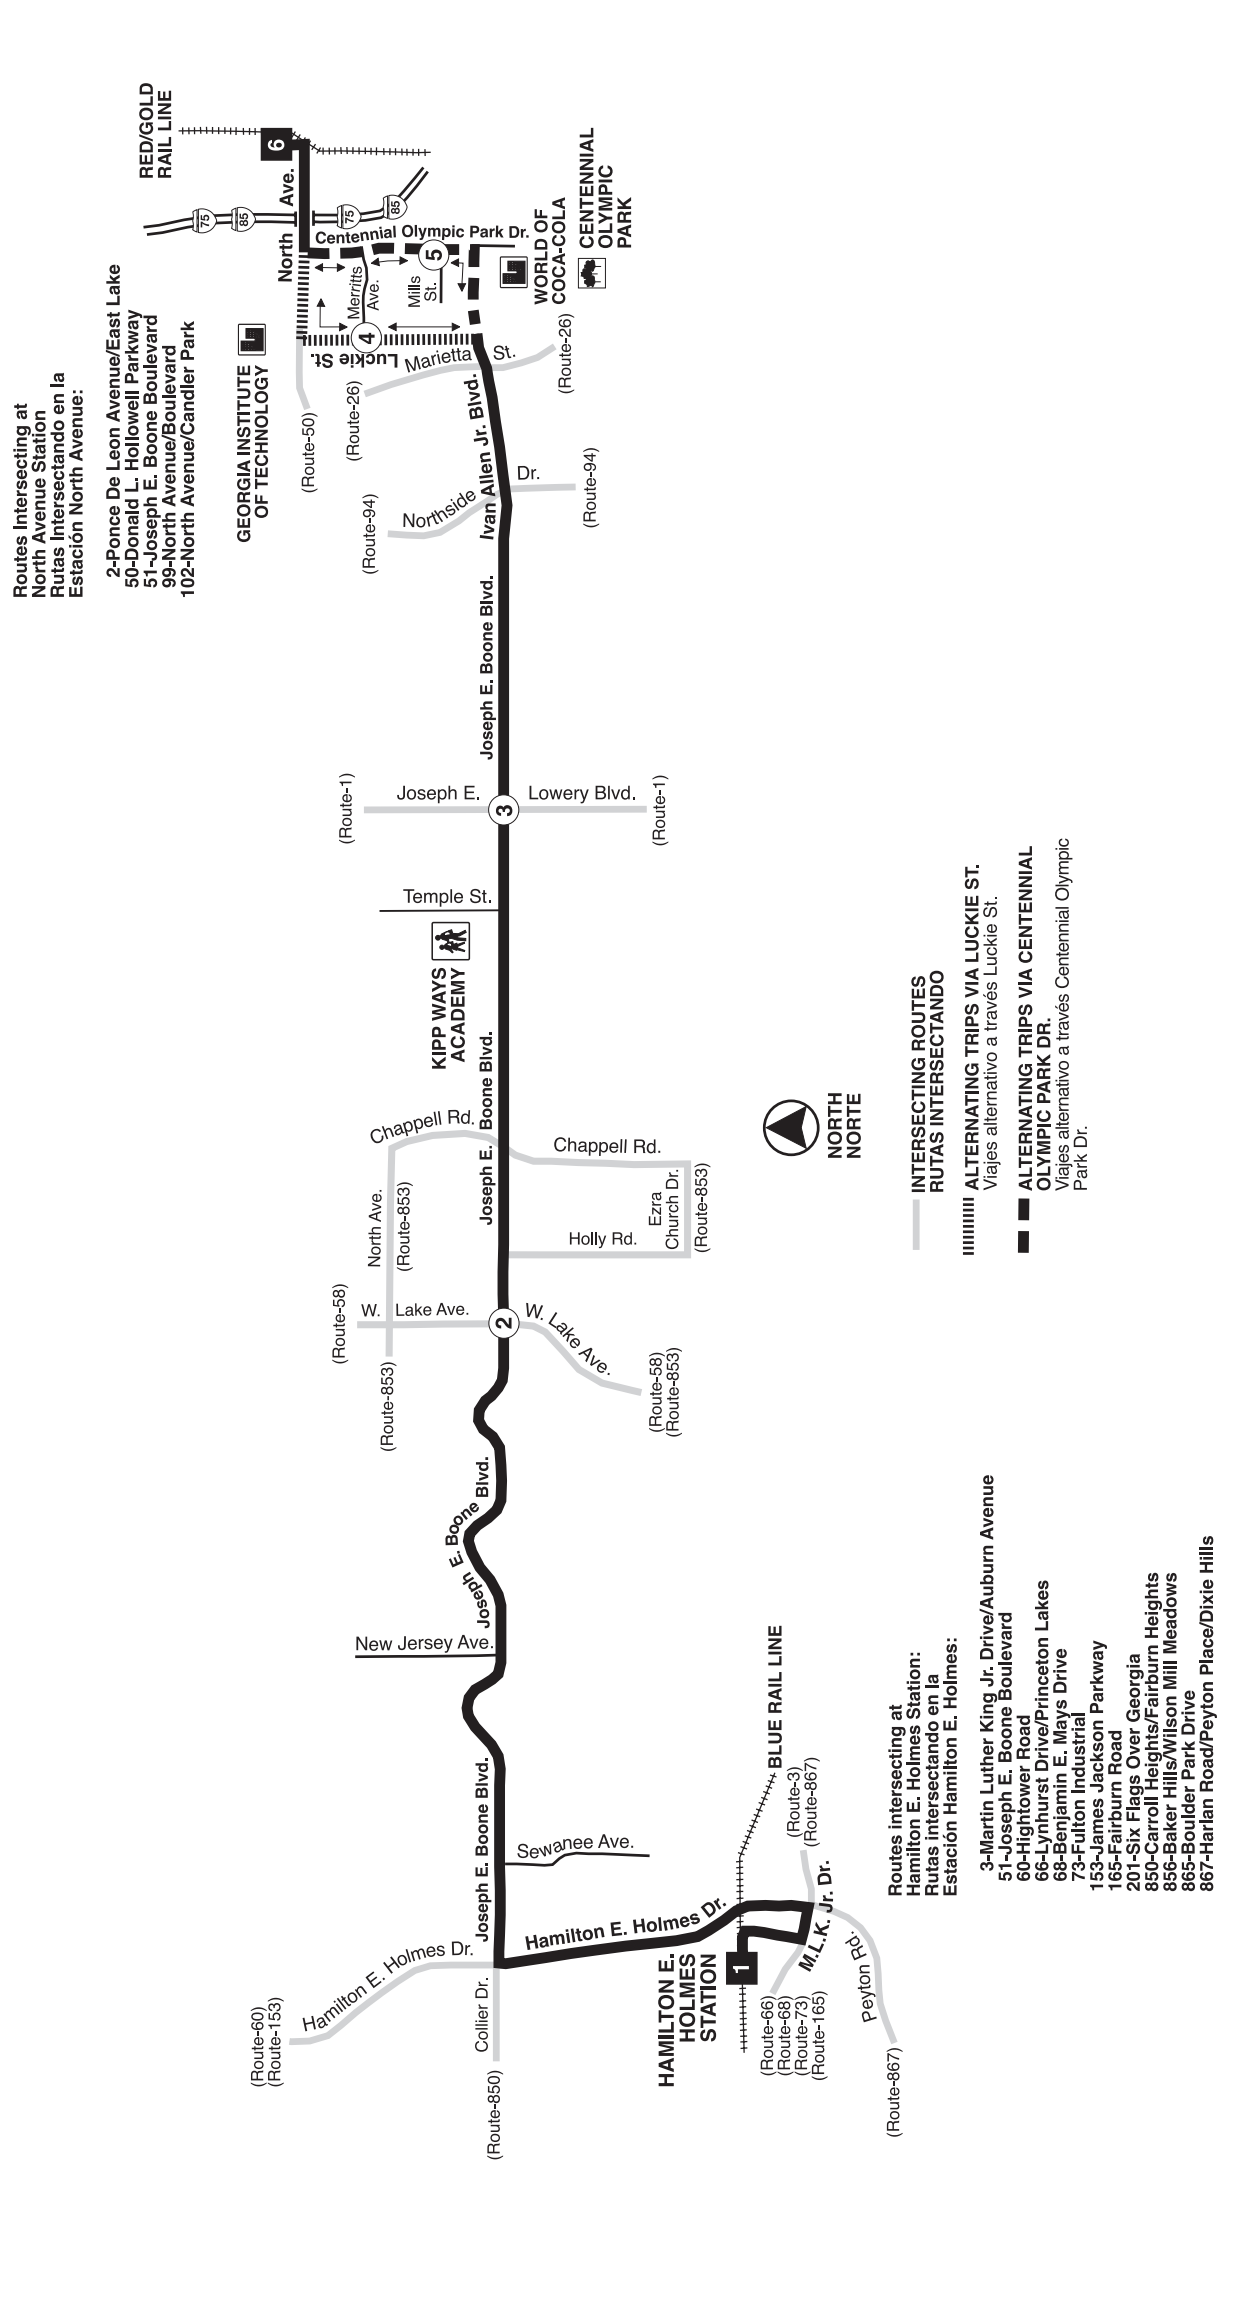 Routes Intersecting at
North Avenue Station
Rutas Intersectando en la
Estación North Avenue:
2-Ponce De Leon Avenue/East Lake
50-Donald L. Hollowell Parkway
51-Joseph E. Boone Boulevard
99-North Avenue/Boulevard
102-North Avenue/Candler Park
RED/GOLD
RAIL LINE
6
North Ave.
75
85
75
85
Centennial Olympic Park Dr.
5
Merritts
Ave.
Mills
St.
4
Luckie St.
WORLD OF
COCA-COLA
CENTENNIAL
OLYMPIC
PARK
GEORGIA INSTITUTE
OF TECHNOLOGY
(Route-50)
(Route-26)
Marietta St.
(Route-26)
Ivan Allen Jr. Blvd.
(Route-94)
Northside Dr.
(Route-94)
Joseph E. Boone Blvd.
(Route-1)
Joseph E. Lowery Blvd.
(Route-1)
3
Temple St.
KIPP WAYS
ACADEMY
Joseph E. Boone Blvd.
Chappell Rd.
Chappell Rd.
North Ave.
(Route-853)
Ezra
Church Dr.
(Route-853)
Holly Rd.
(Route-58)
W. Lake Ave.
2
W. Lake Ave.
(Route-853)
(Route-58)
(Route-853)
Joseph E. Boone Blvd.
New Jersey Ave.
Joseph E. Boone Blvd.
Sewanee Ave.
Hamilton E. Holmes Dr.
(Route-60)
(Route-153)
Collier Dr.
(Route-850)
Hamilton E. Holmes Dr.
HAMILTON E.
HOLMES
STATION
1
BLUE RAIL LINE
(Route-3)
(Route-867)
M.L.K. Jr. Dr.
(Route-66)
(Route-68)
(Route-73)
(Route-165)
Peyton Rd.
(Route-867)
NORTH
NORTE
INTERSECTING ROUTES
RUTAS INTERSECTANDO
ALTERNATING TRIPS VIA LUCKIE ST.
Viajes alternativo a través Luckie St.
ALTERNATING TRIPS VIA CENTENNIAL
OLYMPIC PARK DR.
Viajes alternativo a través Centennial Olympic
Park Dr.
Routes intersecting at
Hamilton E. Holmes Station:
Rutas intersectando en la
Estación Hamilton E. Holmes:
3-Martin Luther King Jr. Drive/Auburn Avenue
51-Joseph E. Boone Boulevard
60-Hightower Road
66-Lynhurst Drive/Princeton Lakes
68-Benjamin E. Mays Drive
73-Fulton Industrial
153-James Jackson Parkway
165-Fairburn Road
201-Six Flags Over Georgia
850-Carroll Heights/Fairburn Heights
856-Baker Hills/Wilson Mill Meadows
865-Boulder Park Drive
867-Harlan Road/Peyton Place/Dixie Hills